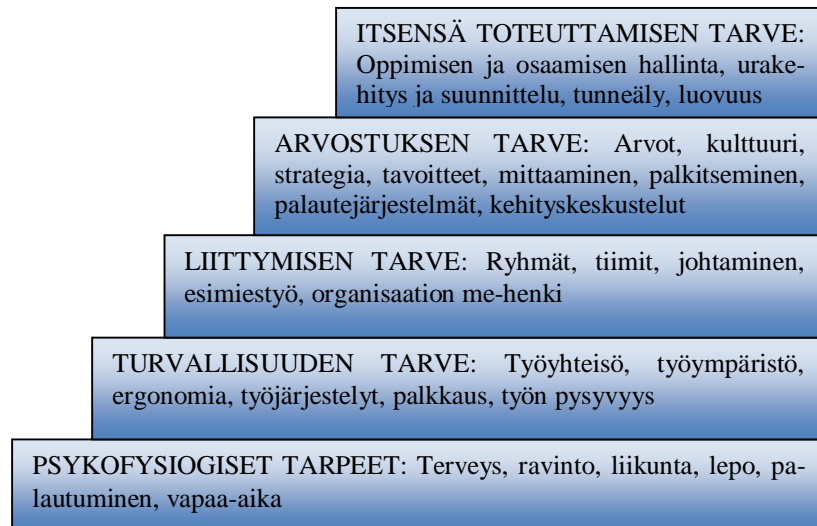 ITSENSÄ TOTEUTTAMISEN TARVE:
Oppimisen ja osaamisen hallinta, urake-
hitys ja suunnittelu, tunneäly, luovuus
ARVOSTUKSEN TARVE: Arvot, kulttuuri,
strategia, tavoitteet, mittaaminen, palkitseminen,
palautejärjestelmät, kehityskeskustelut
LIITTYMISEN TARVE: Ryhmät, tiimit, johtaminen,
esimiestyö, organisaation me-henki
TURVALLISUUDEN TARVE: Työyhteisö, työympäristö,
ergonomia, työjärjestelyt, palkkaus, työn pysyvyys
PSYKOFYSIOGISET TARPEET: Terveys, ravinto, liikunta, lepo, pa-
lautuminen, vapaa-aika